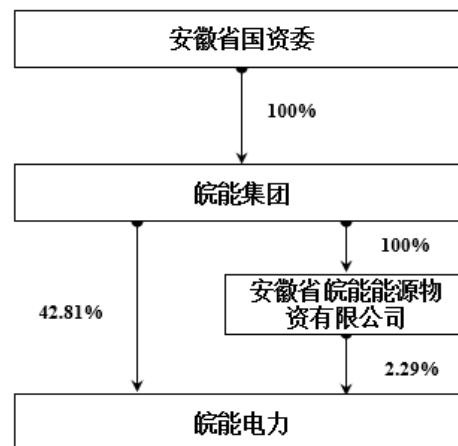 安徽省国资委
100%
皖能集团
100%
42.81%
安徽省皖能能源物
资有限公司
2.29%
皖能电力